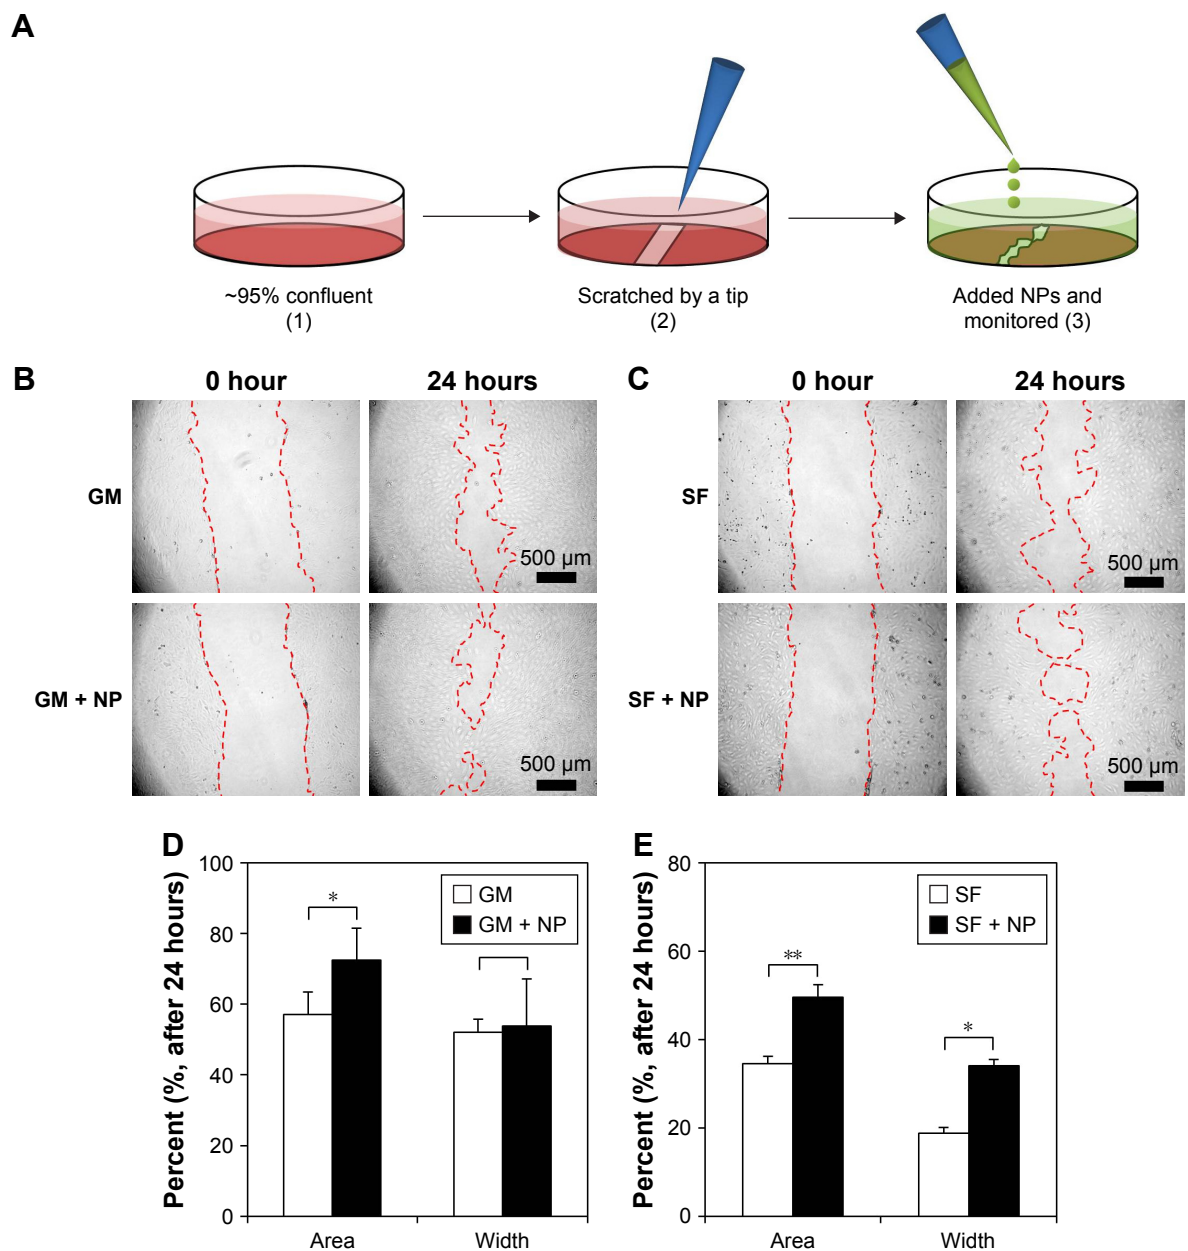 A
~95% confluent
(1)
Scratched by a tip
(2)
Added NPs and
monitored (3)
B
0 hour
24 hours
GM
500 µm
GM + NP
500 µm
C
0 hour
24 hours
SF
500 µm
SF + NP
500 µm
D
Percent (%, after 24 hours)
100
80
60
40
20
0
*
GM
GM + NP
Area
Width
E
Percent (%, after 24 hours)
80
60
40
20
0
**
*
SF
SF + NP
Area
Width